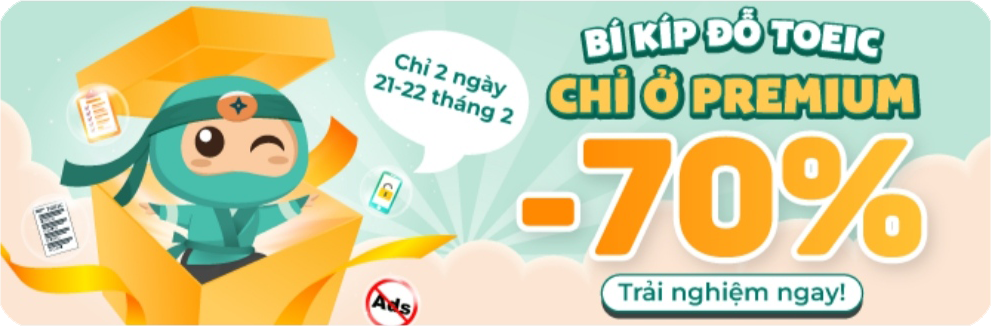 Chỉ 2 ngày
21-22 tháng 2
BÍ KÍP ĐỖ TOEIC
CHỈ Ở PREMIUM
-70%
Trải nghiệm ngay!
Ads